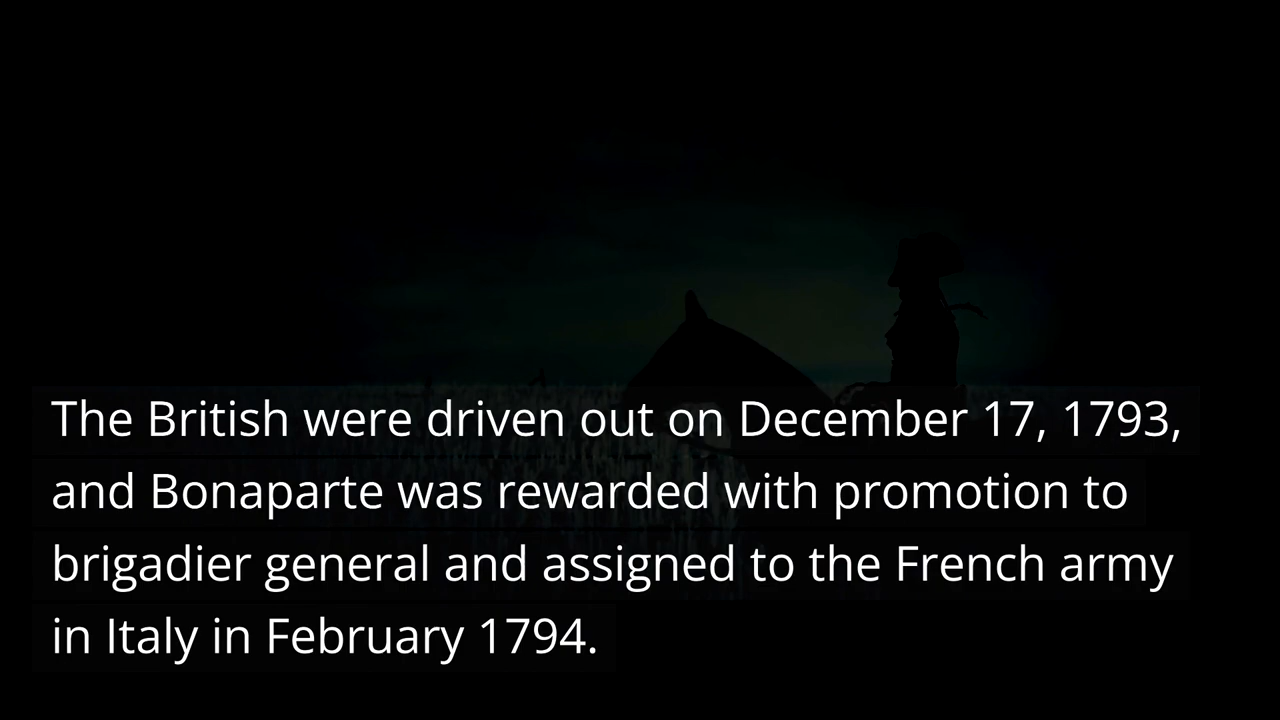 The British were driven out on December 17, 1793,
and Bonaparte was rewarded with promotion to
brigadier general and assigned to the French army
in Italy in February 1794.